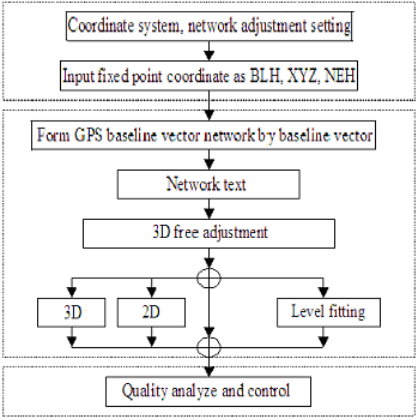 Coordinate system, network adjustment setting
Input fixed point coordinate as BLH, XYZ, NEH
Form GPS baseline vector network by baseline vector
Network text
3D free adjustment
3D
2D
Level fitting
Quality analyze and control